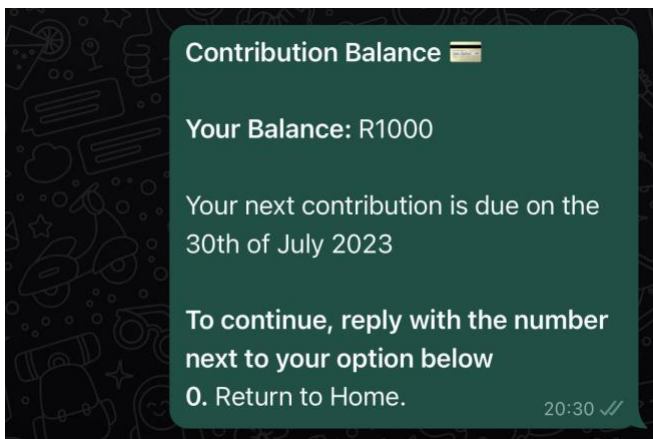 Contribution Balance 💳
Your Balance: R1000
Your next contribution is due on the
30th of July 2023
To continue, reply with the number
next to your option below
0. Return to Home.
20:30